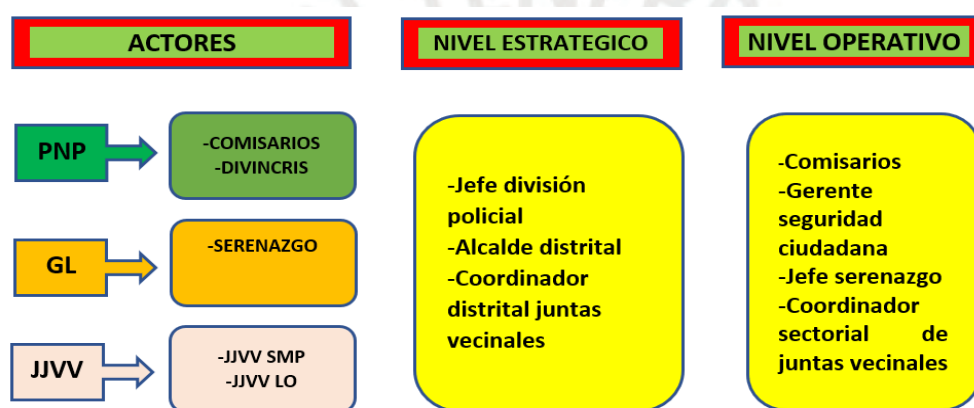 ACTORES
PNP
-COMISARIOS
-DIVINCRIS
GL
-SERENAZGO
JJVV
-JJVV SMP
-JJVV LO
NIVEL ESTRATEGICO
-Jefe división
policial
-Alcalde distrital
-Coordinador
distrital juntas
vecinales
NIVEL OPERATIVO
-Comisarios
-Gerente
seguridad
ciudadana
-Jefe serenazgo
-Coordinador
sectorial de
juntas vecinales